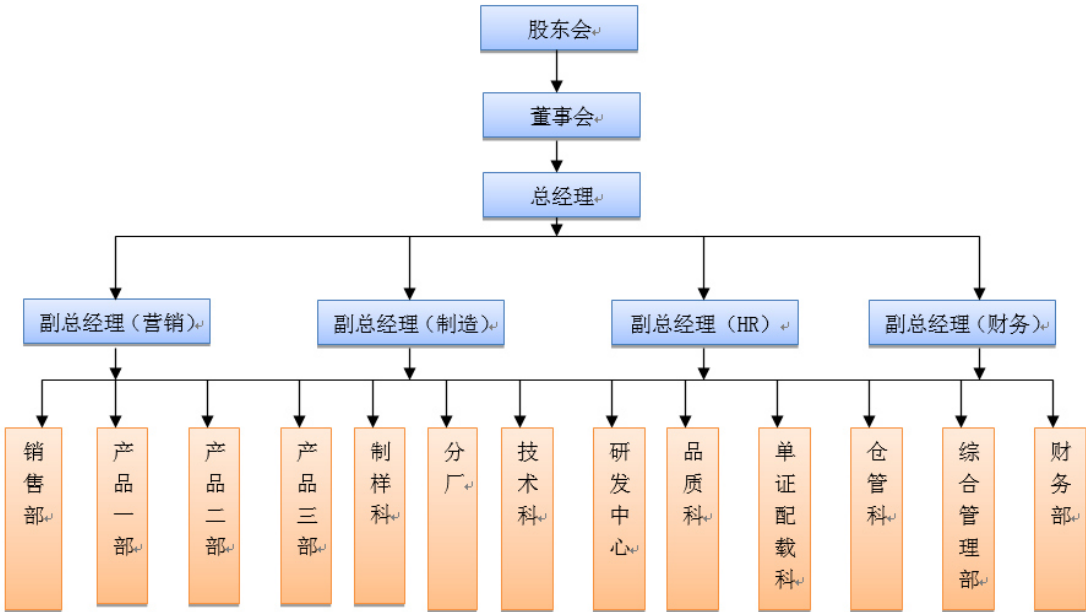 股东会
董事会
总经理
副总经理（营销）
副总经理（制造）
副总经理（HR）
副总经理（财务）
销售部
产品一部
产品二部
产品三部
制样科
分厂
技术科
研发中心
品质科
单证配载科
仓管科
综合管理部
财务部